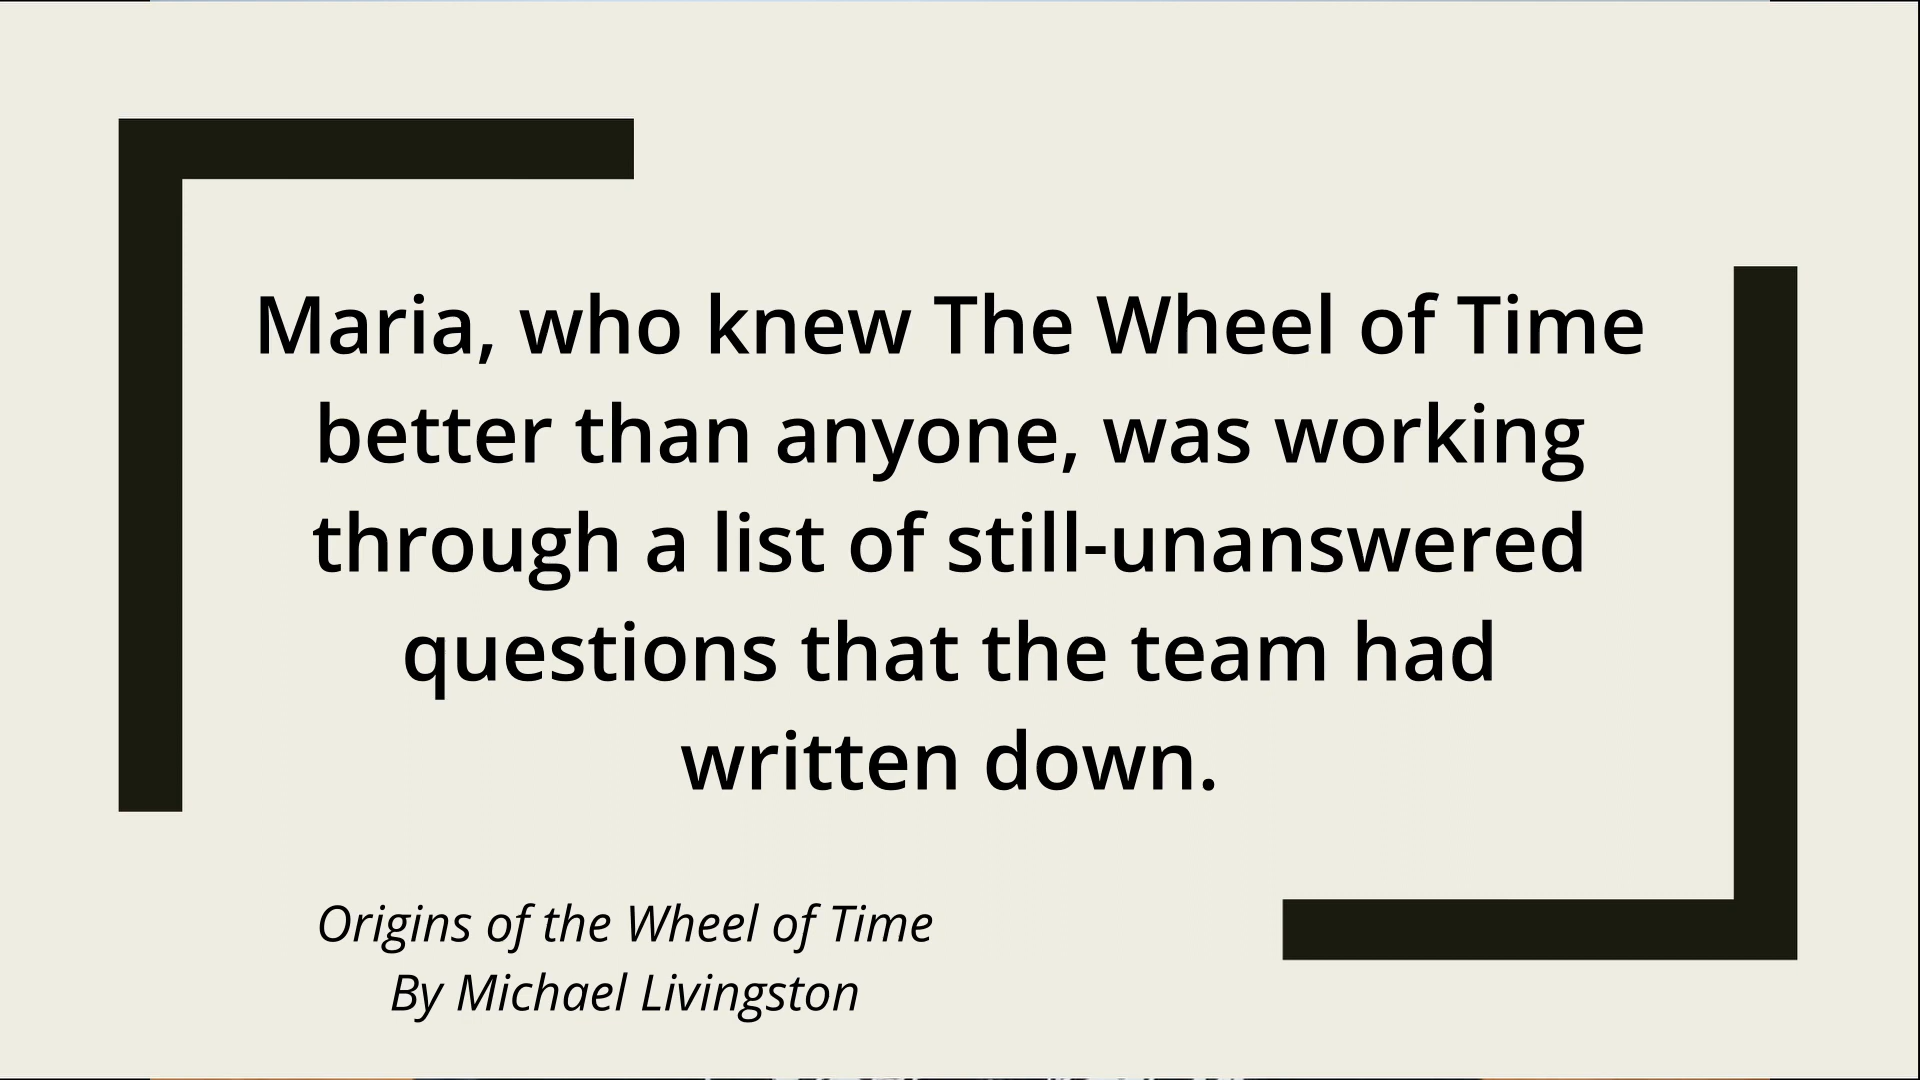 Maria, who knew The Wheel of Time
better than anyone, was working
through a list of still-unanswered
questions that the team had
written down.
Origins of the Wheel of Time
By Michael Livingston